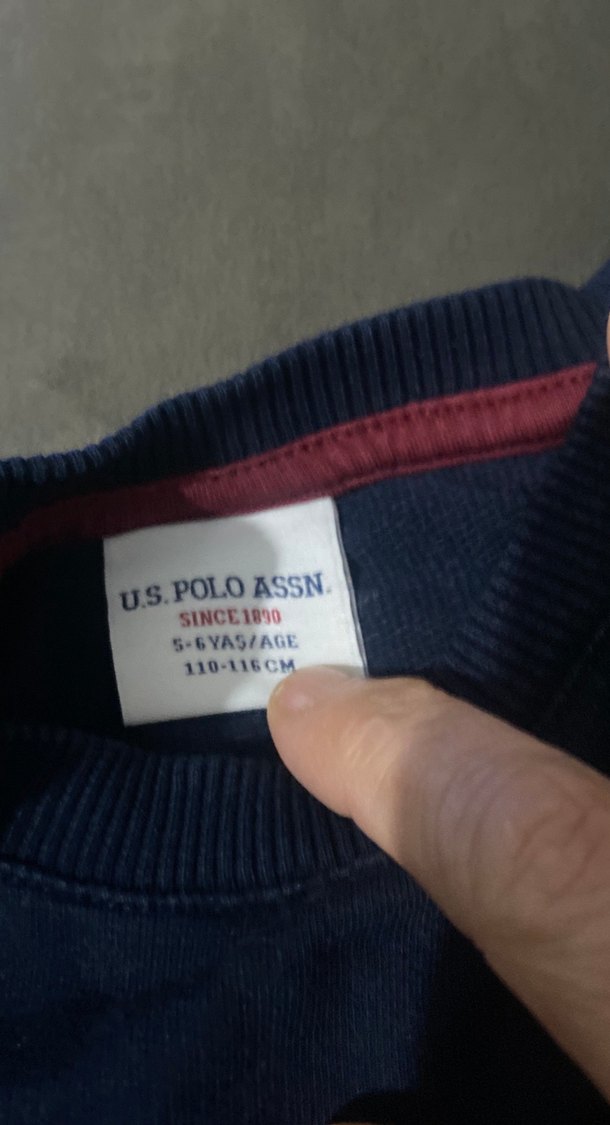 U.S. POLO ASSN.
SINCE 1890
5-6 YAŞ/AGE
110-116 CM